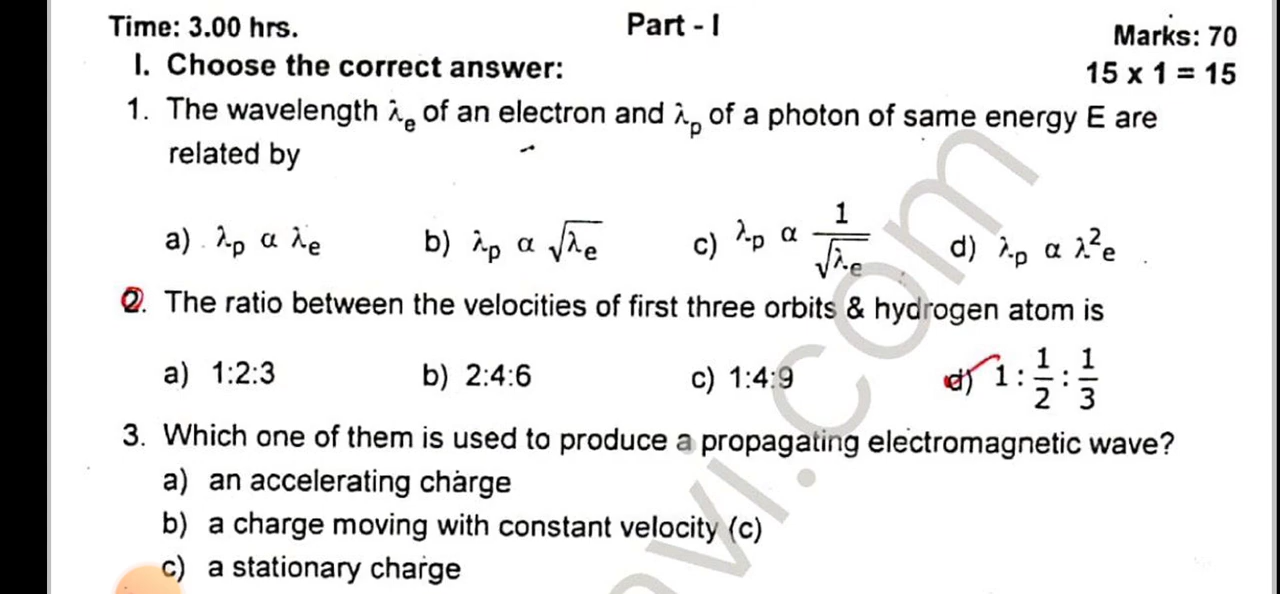 Time: 3.00 hrs. Part - I Marks: 70
I. Choose the correct answer: 15 x 1 = 15
1. The wavelength λe of an electron and λp of a photon of same energy E are
related by
a) λp α λe b) λp α √λe c) λp α 1/√λe d) λp α λ²e
2. The ratio between the velocities of first three orbits & hydrogen atom is
a) 1:2:3 b) 2:4:6 c) 1:4:9 d) 1 : 1/2 : 1/3
3. Which one of them is used to produce a propagating electromagnetic wave?
a) an accelerating charge
b) a charge moving with constant velocity (c)
c) a stationary charge
vi.com